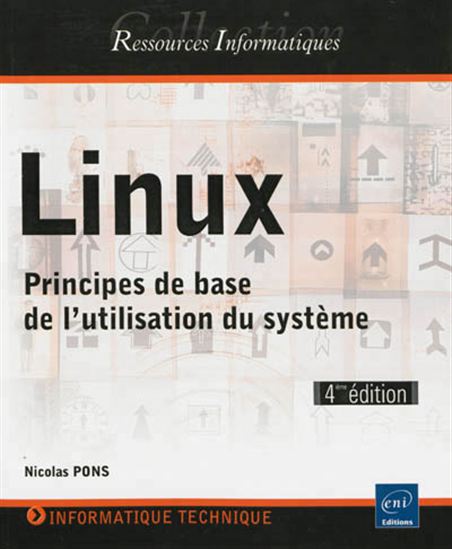 Collection
Ressources Informatiques
Linux
Principes de base
de l'utilisation du système
4ème édition
Nicolas PONS
INFORMATIQUE TECHNIQUE
eni
Editions